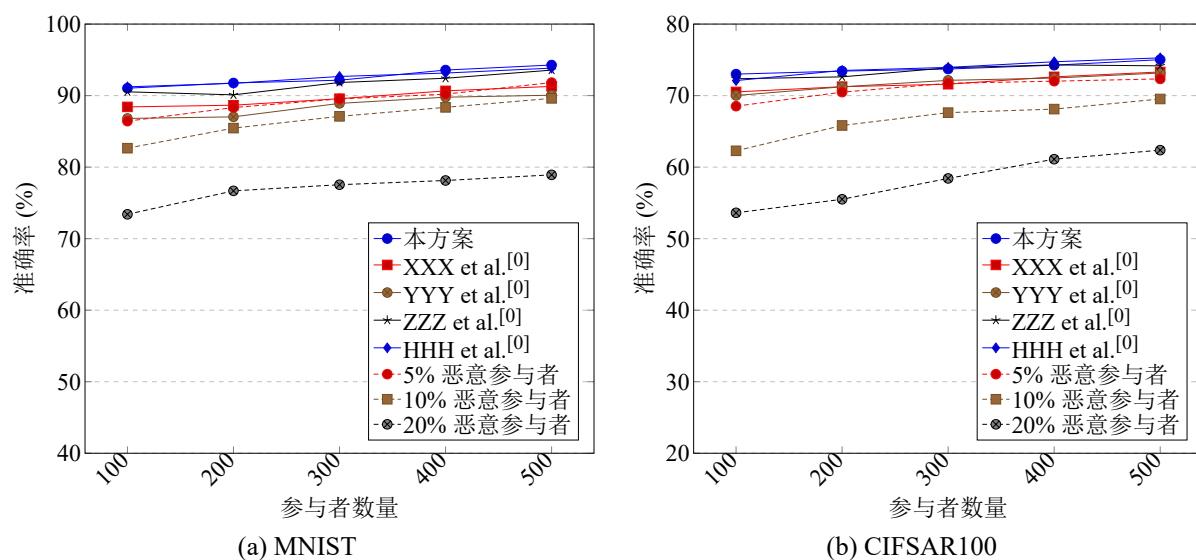 100
90
80
70
60
50
40
准确率 (%)
本方案
XXX et al.[0]
YYY et al.[0]
ZZZ et al.[0]
HHH et al.[0]
5% 恶意参与者
10% 恶意参与者
20% 恶意参与者
100
200
300
400
500
参与者数量
(a) MNIST
80
70
60
50
40
30
20
准确率 (%)
本方案
XXX et al.[0]
YYY et al.[0]
ZZZ et al.[0]
HHH et al.[0]
5% 恶意参与者
10% 恶意参与者
20% 恶意参与者
100
200
300
400
500
参与者数量
(b) CIFSAR100